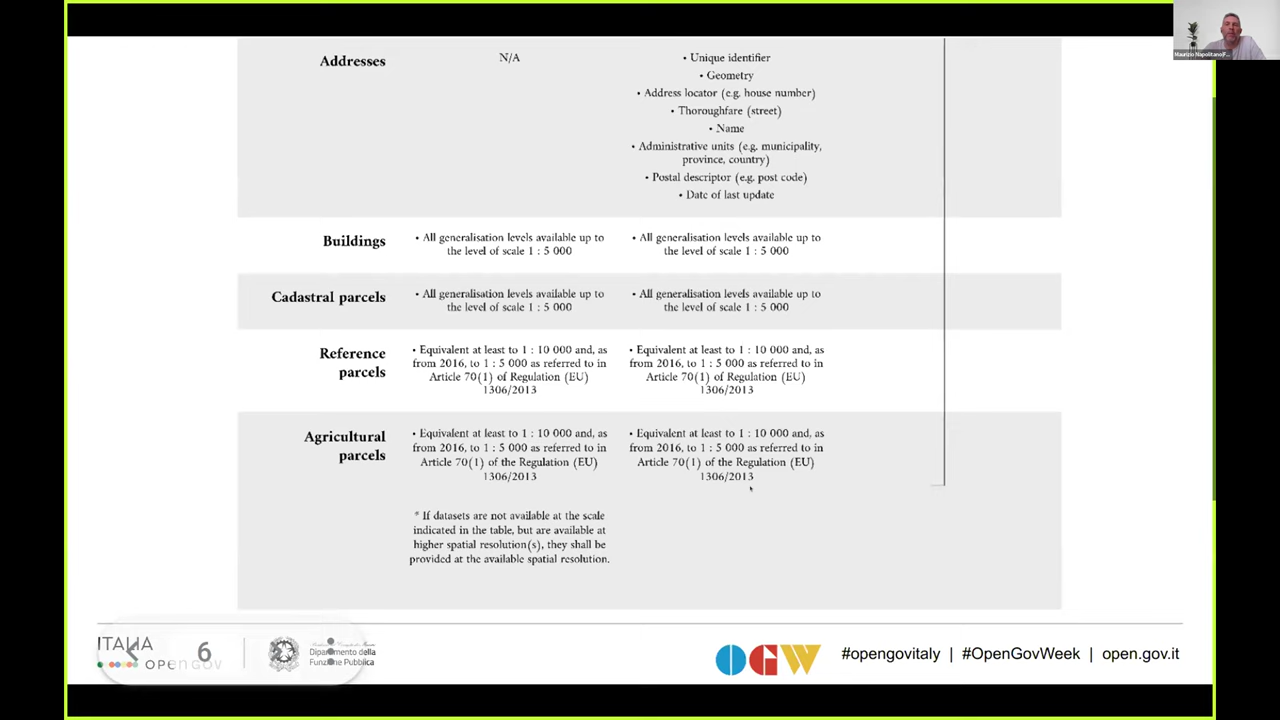 Maurizio Napolitano(F...
Addresses
N/A
• Unique identifier
• Geometry
• Address locator (e.g. house number)
• Thoroughfare (street)
• Name
• Administrative units (e.g. municipality,
province, country)
• Postal descriptor (e.g. post code)
• Date of last update
Buildings
• All generalisation levels available up to
the level of scale 1 : 5 000
• All generalisation levels available up to
the level of scale 1 : 5 000
Cadastral parcels
• All generalisation levels available up to
the level of scale 1 : 5 000
• All generalisation levels available up to
the level of scale 1 : 5 000
Reference
parcels
• Equivalent at least to 1 : 10 000 and, as
from 2016, to 1 : 5 000 as referred to in
Article 70(1) of Regulation (EU)
1306/2013
• Equivalent at least to 1 : 10 000 and, as
from 2016, to 1 : 5 000 as referred to in
Article 70(1) of Regulation (EU)
1306/2013
Agricultural
parcels
• Equivalent at least to 1 : 10 000 and, as
from 2016, to 1 : 5 000 as referred to in
Article 70(1) of the Regulation (EU)
1306/2013
• Equivalent at least to 1 : 10 000 and, as
from 2016, to 1 : 5 000 as referred to in
Article 70(1) of the Regulation (EU)
1306/2013
* If datasets are not available at the scale
indicated in the table, but are available at
higher spatial resolution(s), they shall be
provided at the available spatial resolution.
ITALIA
OPEN GOV
6
Dipartimento della
Funzione Pubblica
OGW
#opengovitaly | #OpenGovWeek | open.gov.it